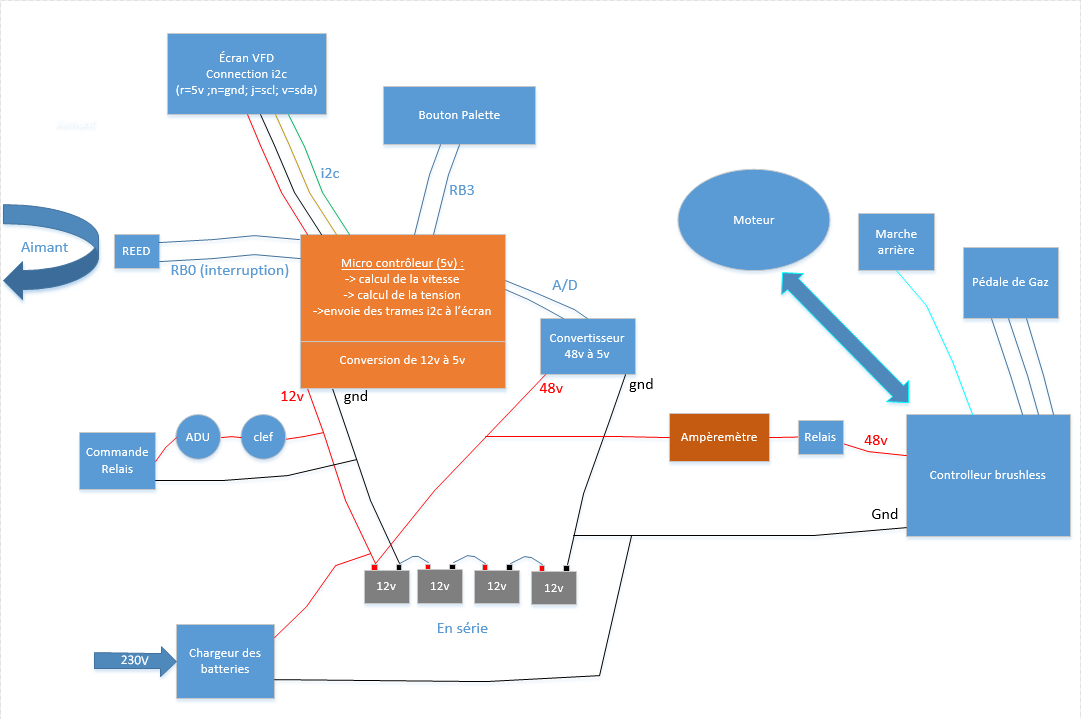 Écran VFD
Connection i2c
(r=5v ;n=gnd; j=scl; v=sda)
Bouton Palette
Aimant
i2c
RB3
Moteur
Marche
arrière
Pédale de Gaz
Aimant
REED
RB0 (interruption)
Micro contrôleur (5v) :
-> calcul de la vitesse
-> calcul de la tension
->envoie des trames i2c à l'écran
Conversion de 12v à 5v
A/D
Convertisseur
48v à 5v
12v
gnd
48v
gnd
Commande
Relais
ADU
clef
Ampèremètre
Relais
48v
Controlleur brushless
Gnd
12v
12v
12v
12v
En série
230V
Chargeur des
batteries